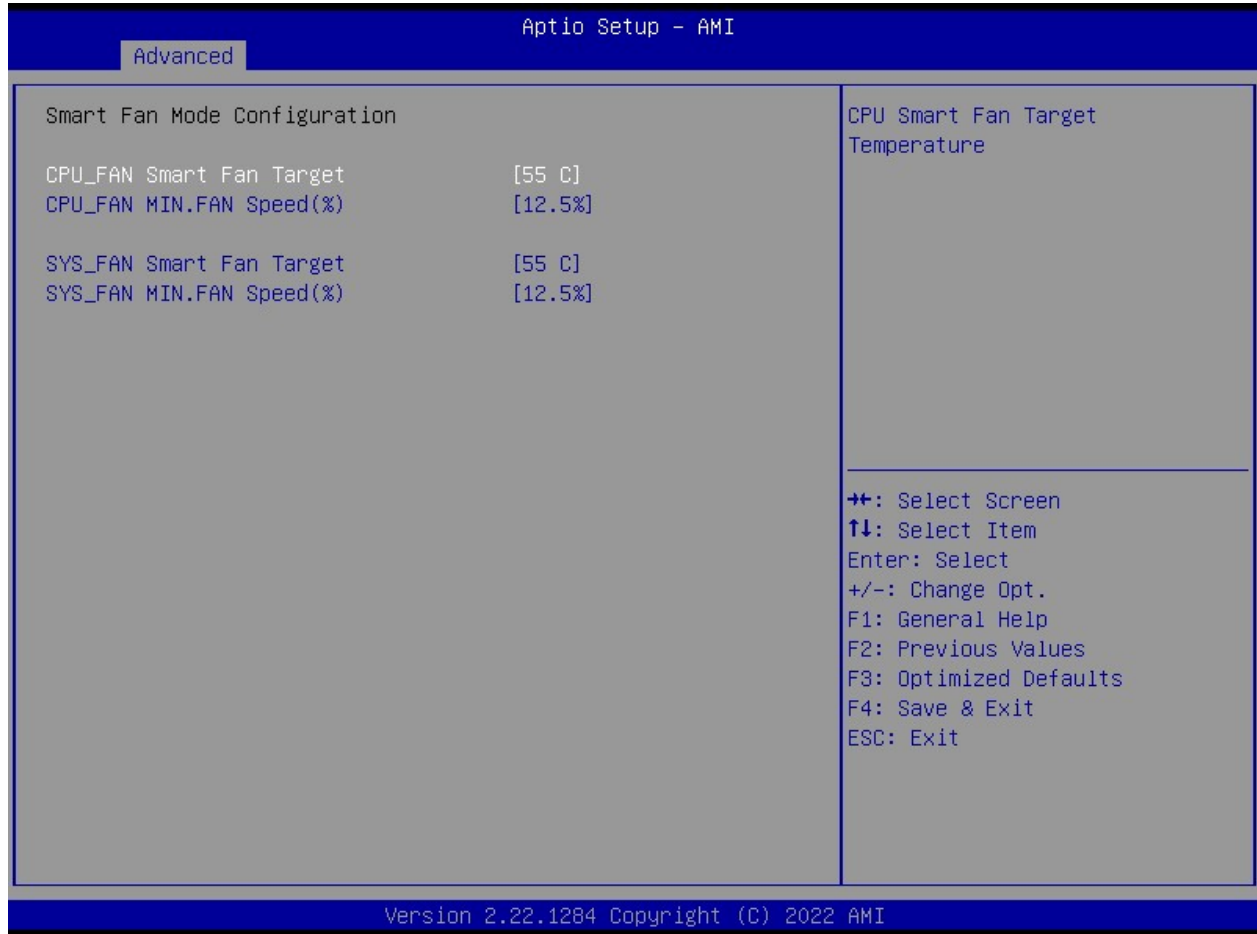 Aptio Setup – AMI
Advanced
Smart Fan Mode Configuration
CPU_FAN Smart Fan Target [55 C]
CPU_FAN MIN.FAN Speed(%) [12.5%]
SYS_FAN Smart Fan Target [55 C]
SYS_FAN MIN.FAN Speed(%) [12.5%]
CPU Smart Fan Target
Temperature
→←: Select Screen
↑↓: Select Item
Enter: Select
+/-: Change Opt.
F1: General Help
F2: Previous Values
F3: Optimized Defaults
F4: Save & Exit
ESC: Exit
Version 2.22.1284 Copyright (C) 2022 AMI